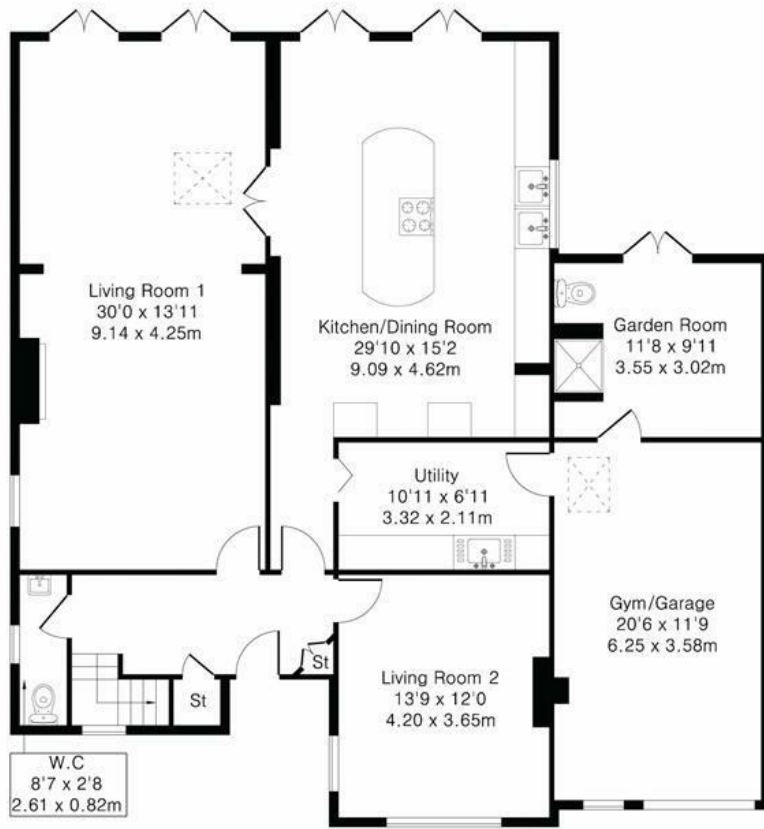 Living Room 1
30'0 x 13'11
9.14 x 4.25m
Kitchen/Dining Room
29'10 x 15'2
9.09 x 4.62m
Garden Room
11'8 x 9'11
3.55 x 3.02m
Utility
10'11 x 6'11
3.32 x 2.11m
Gym/Garage
20'6 x 11'9
6.25 x 3.58m
St
St
Living Room 2
13'9 x 12'0
4.20 x 3.65m
W.C
8'7 x 2'8
2.61 x 0.82m